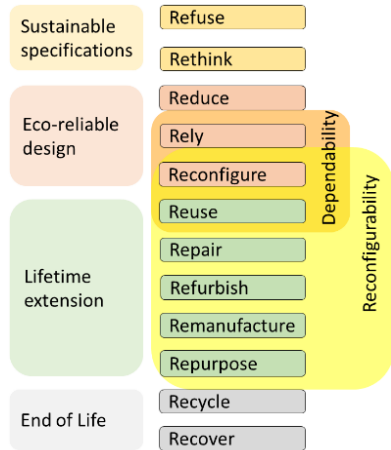 Sustainable
specifications
Refuse
Rethink
Eco-reliable
design
Reduce
Rely
Reconfigure
Dependability
Reconfigurability
Lifetime
extension
Reuse
Repair
Refurbish
Remanufacture
Repurpose
End of Life
Recycle
Recover